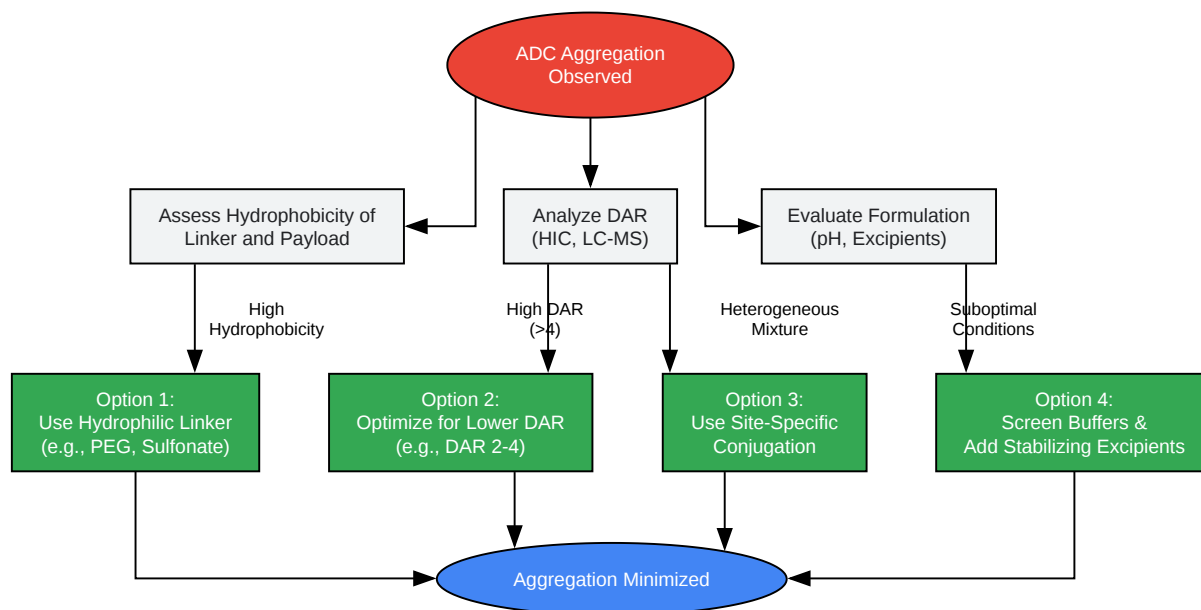 ADC Aggregation
Observed
Assess Hydrophobicity of
Linker and Payload
Analyze DAR
(HIC, LC-MS)
Evaluate Formulation
(pH, Excipients)
High
Hydrophobicity
High DAR
(>4)
Heterogeneous
Mixture
Suboptimal
Conditions
Option 1:
Use Hydrophilic Linker
(e.g., PEG, Sulfonate)
Option 2:
Optimize for Lower DAR
(e.g., DAR 2-4)
Option 3:
Use Site-Specific
Conjugation
Option 4:
Screen Buffers &
Add Stabilizing Excipients
Aggregation Minimized